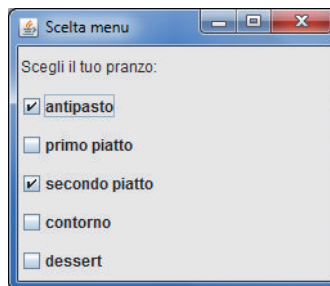 Scelta menu
Scegli il tuo pranzo:
antipasto
primo piatto
secondo piatto
contorno
dessert